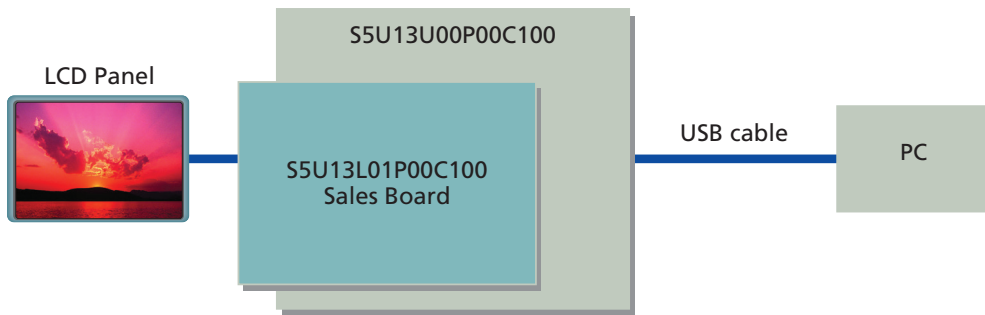 S5U13U00P00C100
LCD Panel
S5U13L01P00C100
Sales Board
USB cable
PC